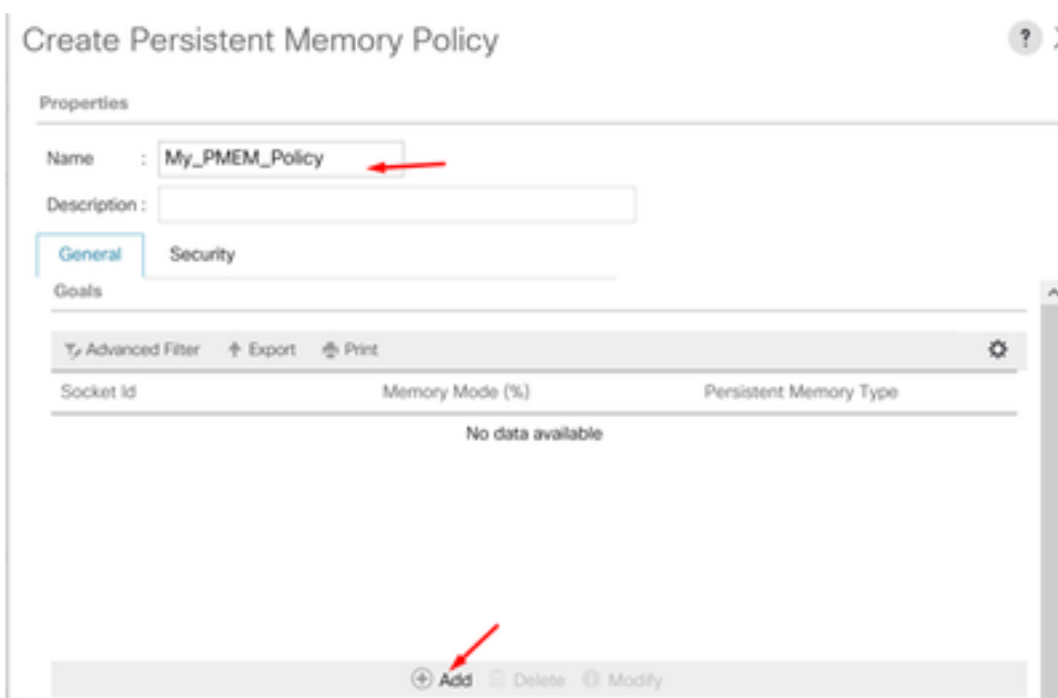 Create Persistent Memory Policy ?
Properties
Name : My_PMEM_Policy
Description :
General Security
Goals
Advanced Filter Export Print
Socket Id Memory Mode (%) Persistent Memory Type
No data available
Add Delete Modify